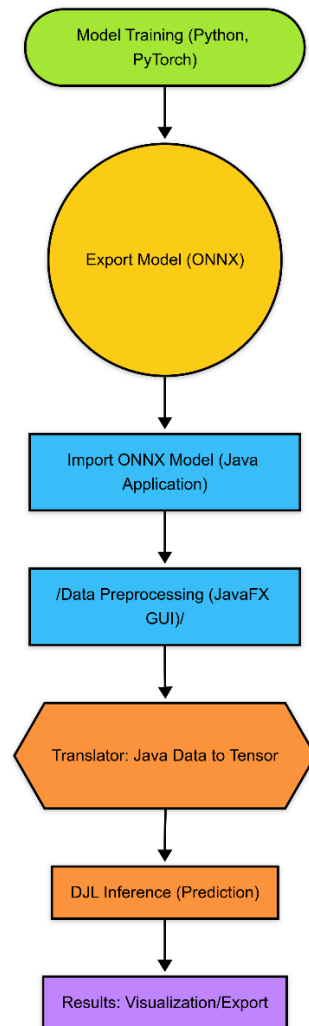 Model Training (Python,
PyTorch)
Export Model (ONNX)
Import ONNX Model (Java
Application)
/Data Preprocessing (JavaFX
GUI)/
Translator: Java Data to Tensor
DJL Inference (Prediction)
Results: Visualization/Export